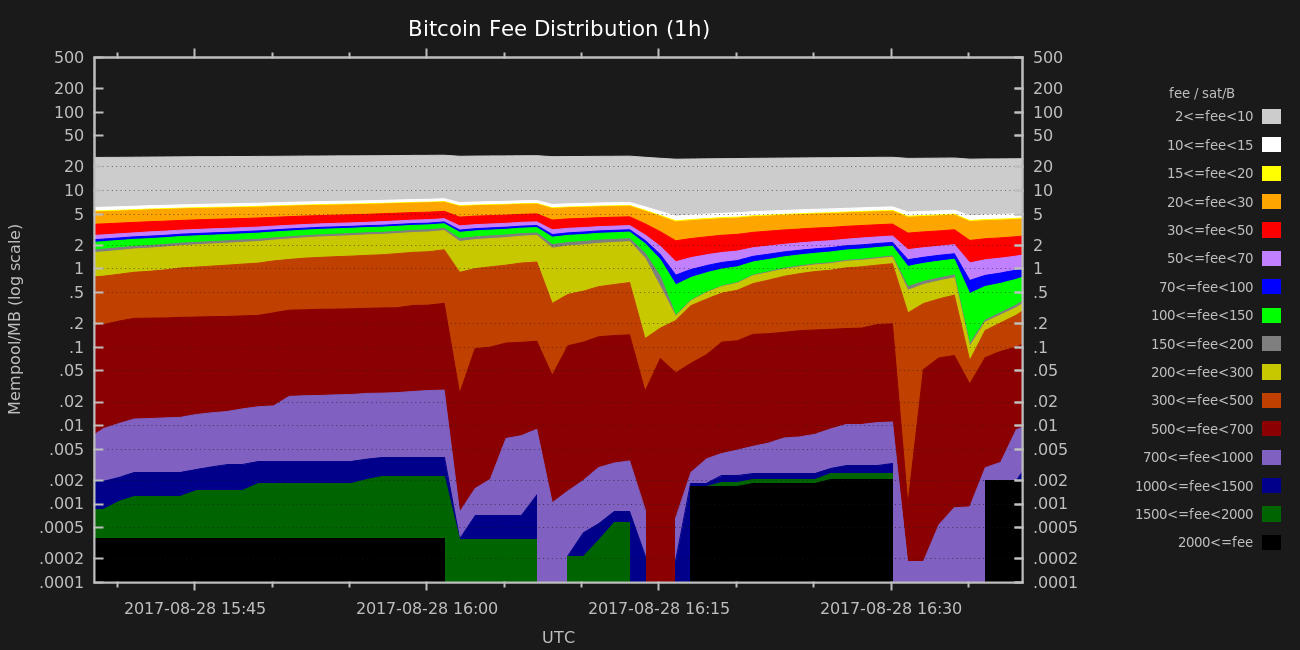 Bitcoin Fee Distribution (1h)
500 500
200 200
100 100
50 50
20 20
10 10
5 5
2 2
1 1
.5 .5
.2 .2
.1 .1
.05 .05
.02 .02
.01 .01
.005 .005
.002 .002
.001 .001
.0005 .0005
.0002 .0002
.0001 .0001
Mempool/MB (log scale)
2017-08-28 15:45 2017-08-28 16:00 2017-08-28 16:15 2017-08-28 16:30
UTC
fee / sat/B
2<=fee<10
10<=fee<15
15<=fee<20
20<=fee<30
30<=fee<50
50<=fee<70
70<=fee<100
100<=fee<150
150<=fee<200
200<=fee<300
300<=fee<500
500<=fee<700
700<=fee<1000
1000<=fee<1500
1500<=fee<2000
2000<=fee